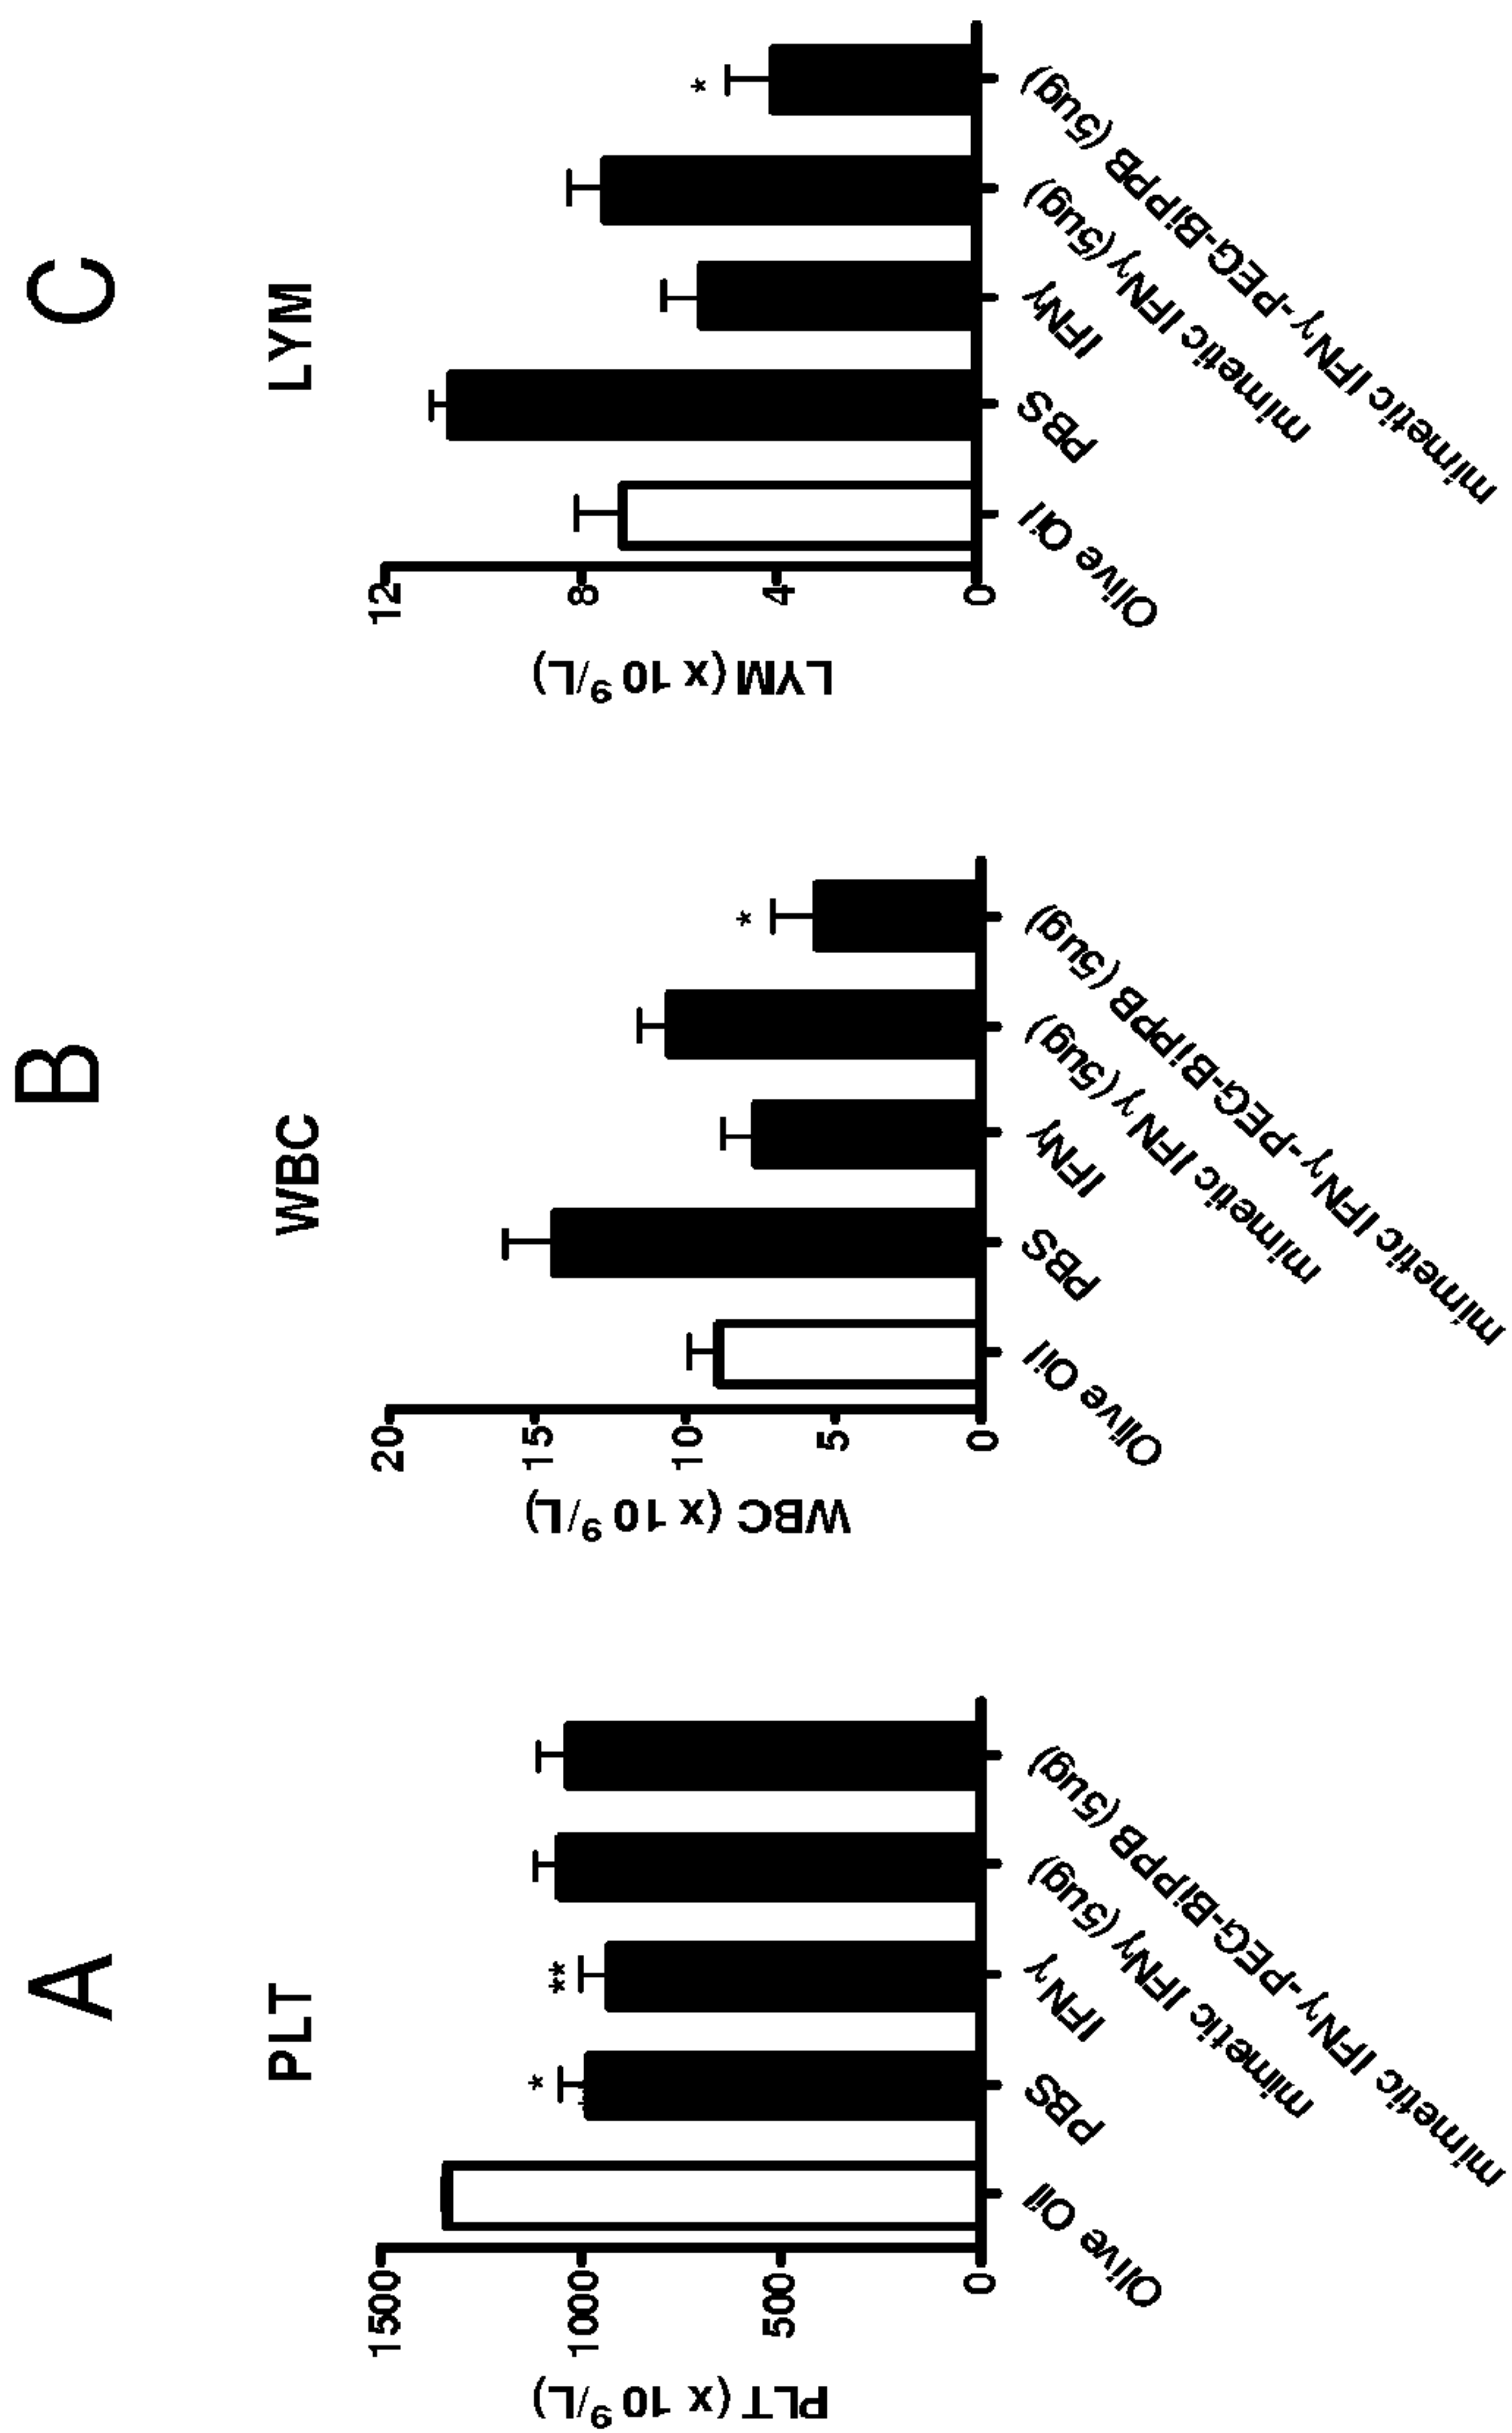 A
PLT
PLT (x 10 9/L)
1500
1000
500
0
Olive Oil
PBS
IFN γ
mimetic IFNγ (5ug)
mimetic IFNγ-PEG-BiPPB (5ug)
*
**
B
WBC
WBC (x 10 9/L)
20
15
10
5
0
Olive Oil
PBS
IFNγ
mimetic IFNγ (5ug)
mimetic IFNγ-PEG-BiPPB (5ug)
*
C
LYM
LYM (x 10 9/L)
12
8
4
0
Olive Oil
PBS
IFNγ
mimetic IFNγ (5ug)
mimetic IFNγ-PEG-BiPPB (5ug)
*